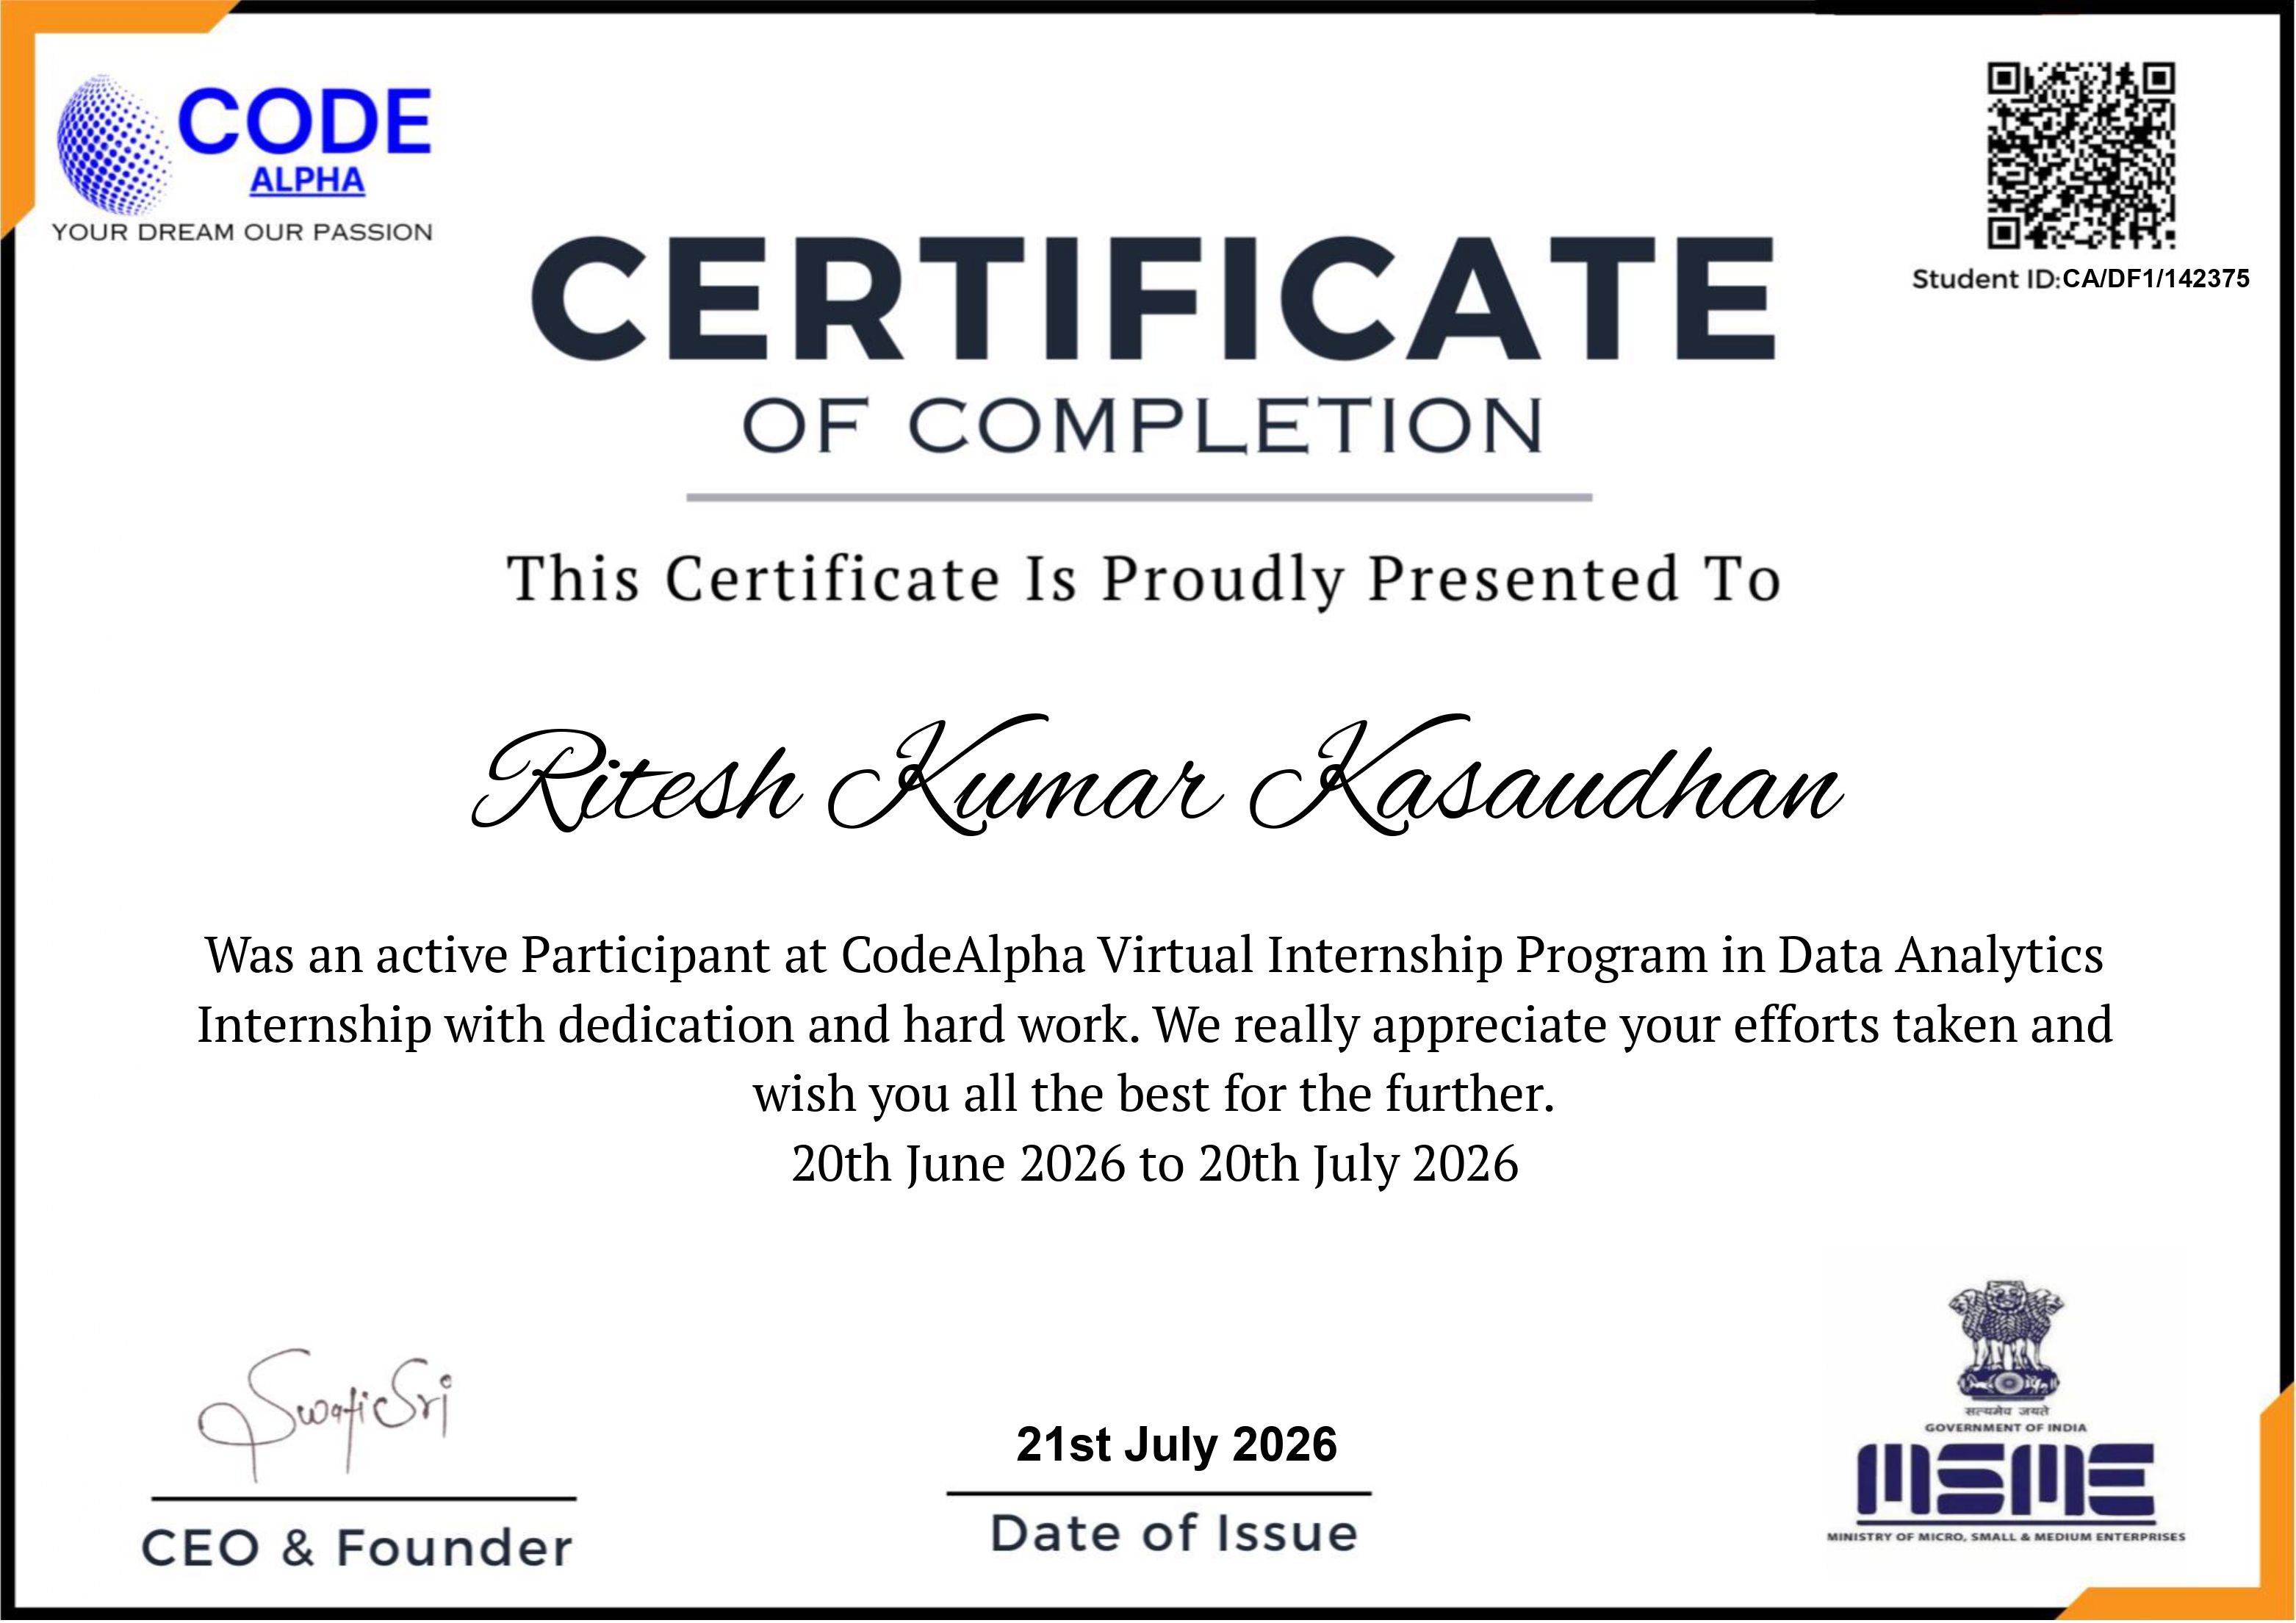 CODE
ALPHA
YOUR DREAM OUR PASSION
Student ID:CA/DF1/142375
CERTIFICATE
OF COMPLETION
This Certificate Is Proudly Presented To
Ritesh Kumar Kasaudhan
Was an active Participant at CodeAlpha Virtual Internship Program in Data Analytics
Internship with dedication and hard work. We really appreciate your efforts taken and
wish you all the best for the further.
20th June 2026 to 20th July 2026
SwatiSri
CEO & Founder
21st July 2026
Date of Issue
सत्यमेव जयते
GOVERNMENT OF INDIA
MSME
MINISTRY OF MICRO, SMALL & MEDIUM ENTERPRISES